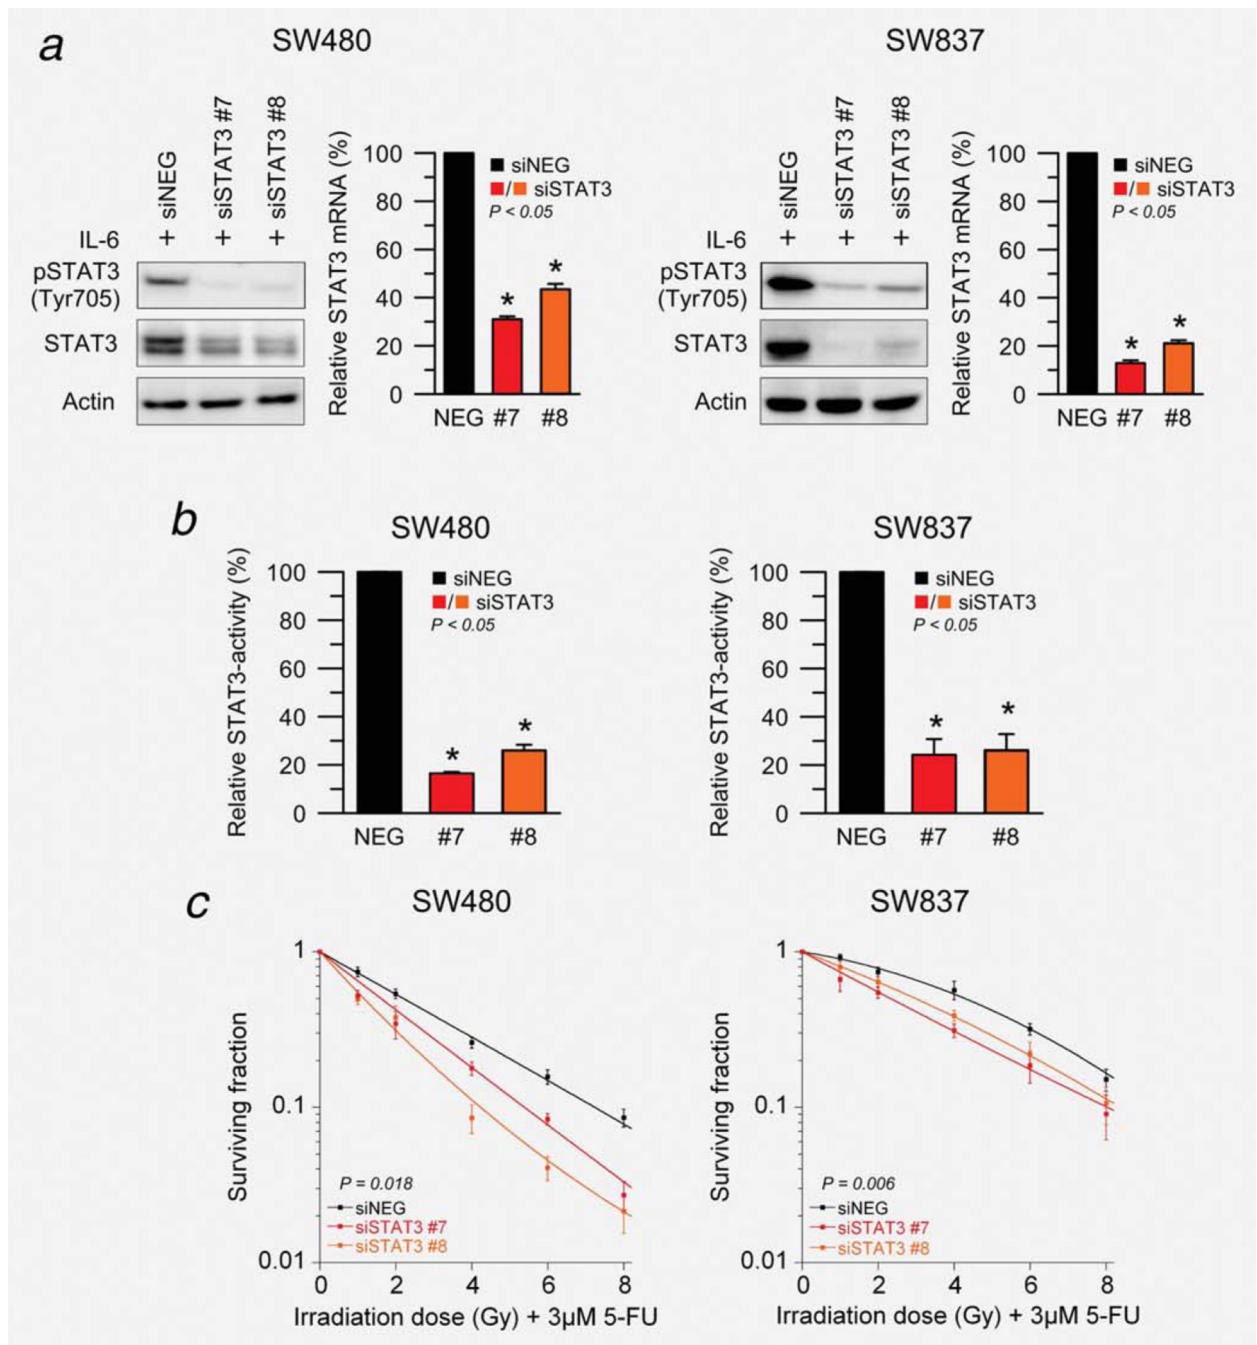 a
SW480
SW837
siNEG
siSTAT3 #7
siSTAT3 #8
IL-6 + + +
pSTAT3
(Tyr705)
STAT3
Actin
Relative STAT3 mRNA (%)
100
80
60
40
20
0
siNEG
/ siSTAT3
P < 0.05
*
*
NEG #7 #8
siNEG
siSTAT3 #7
siSTAT3 #8
IL-6 + + +
pSTAT3
(Tyr705)
STAT3
Actin
Relative STAT3 mRNA (%)
100
80
60
40
20
0
siNEG
/ siSTAT3
P < 0.05
*
*
NEG #7 #8
b
SW480
Relative STAT3-activity (%)
100
80
60
40
20
0
siNEG
/ siSTAT3
P < 0.05
*
*
NEG #7 #8
SW837
Relative STAT3-activity (%)
100
80
60
40
20
0
siNEG
/ siSTAT3
P < 0.05
*
*
NEG #7 #8
c
SW480
Surviving fraction
1
0.1
0.01
P = 0.018
siNEG
siSTAT3 #7
siSTAT3 #8
0 2 4 6 8
Irradiation dose (Gy) + 3µM 5-FU
SW837
Surviving fraction
1
0.1
0.01
P = 0.006
siNEG
siSTAT3 #7
siSTAT3 #8
0 2 4 6 8
Irradiation dose (Gy) + 3µM 5-FU